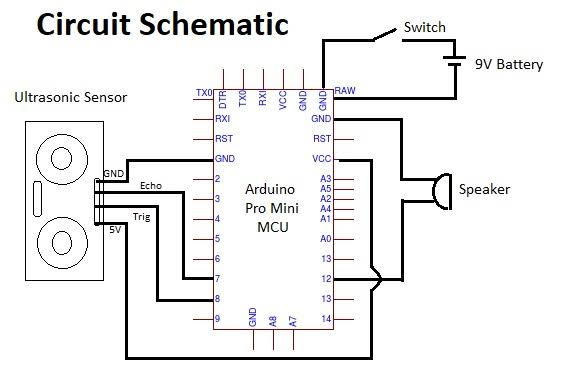 Circuit Schematic
Switch
9V Battery
Ultrasonic Sensor
TX0
DTR
TX0
RXI
VCC
GND
GND
RAW
RXI
GND
RST
RST
GND
VCC
GND
2
A3
Echo
A5
3
A2
Trig
A4
4
A1
5V
5
A0
6
13
7
12
8
13
9
14
Arduino
Pro Mini
MCU
Speaker
GND
A8
A7